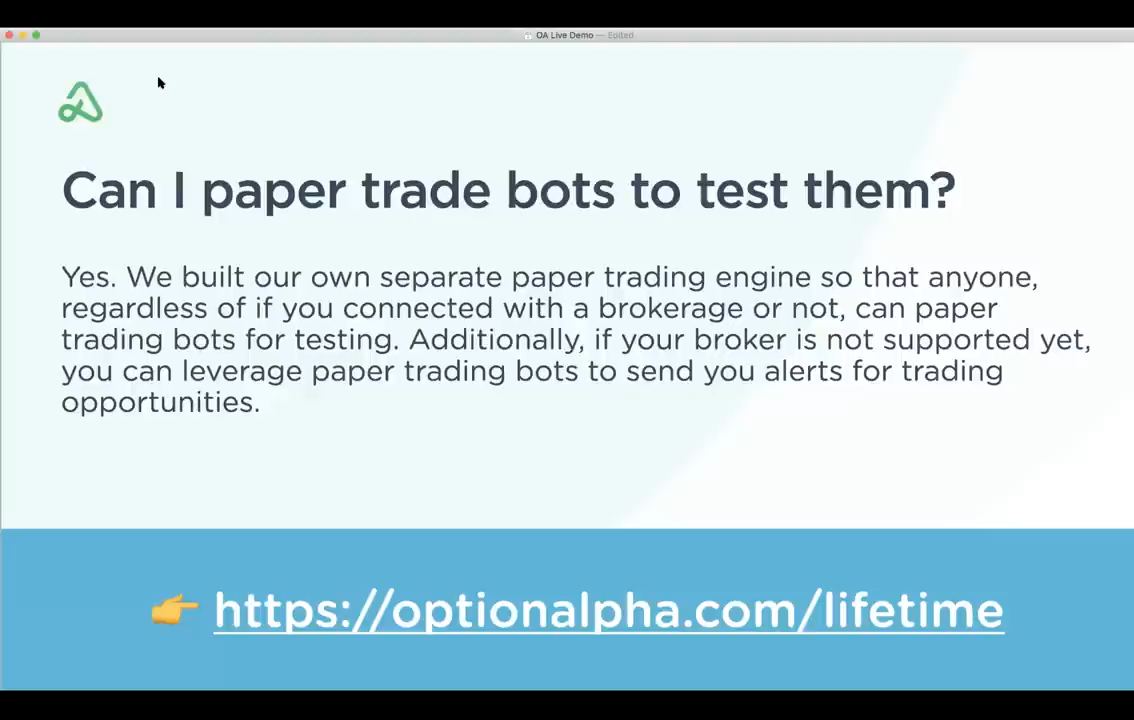 OA Live Demo — Edited
Can I paper trade bots to test them?
Yes. We built our own separate paper trading engine so that anyone,
regardless of if you connected with a brokerage or not, can paper
trading bots for testing. Additionally, if your broker is not supported yet,
you can leverage paper trading bots to send you alerts for trading
opportunities.
👉 https://optionalpha.com/lifetime